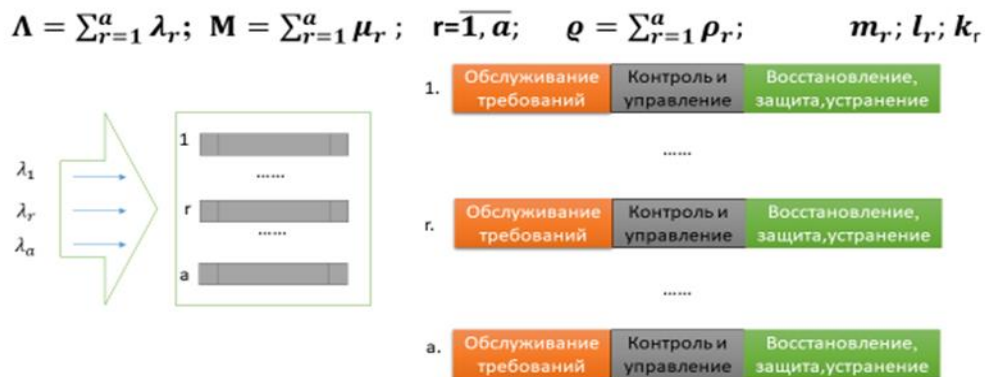 Λ = ∑ᵃᵣ₌₁ λᵣ; M = ∑ᵃᵣ₌₁ μᵣ ; r=1, a; ϱ = ∑ᵃᵣ₌₁ ρᵣ; mᵣ; lᵣ; kᵣ
1. Обслуживание требований Контроль и управление Восстановление, защита,устранение
......
r. Обслуживание требований Контроль и управление Восстановление, защита,устранение
......
a. Обслуживание требований Контроль и управление Восстановление, защита,устранение
λ₁
λᵣ
λₐ
1
......
r
......
a